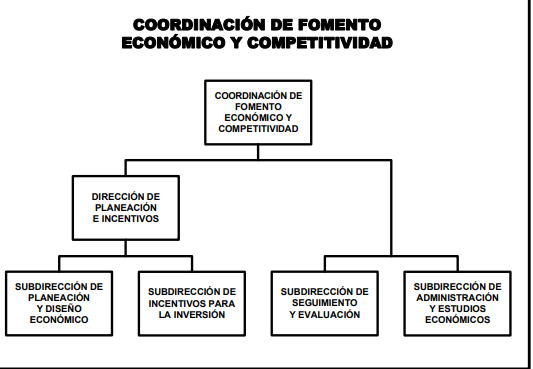 COORDINACIÓN DE FOMENTO
ECONÓMICO Y COMPETITIVIDAD
COORDINACIÓN DE
FOMENTO
ECONÓMICO Y
COMPETITIVIDAD
DIRECCIÓN DE
PLANEACIÓN
E INCENTIVOS
SUBDIRECCIÓN DE
PLANEACIÓN
Y DISEÑO
ECONÓMICO
SUBDIRECCIÓN DE
INCENTIVOS PARA
LA INVERSIÓN
SUBDIRECCIÓN DE
SEGUIMIENTO
Y EVALUACIÓN
SUBDIRECCIÓN DE
ADMINISTRACIÓN
Y ESTUDIOS
ECONÓMICOS